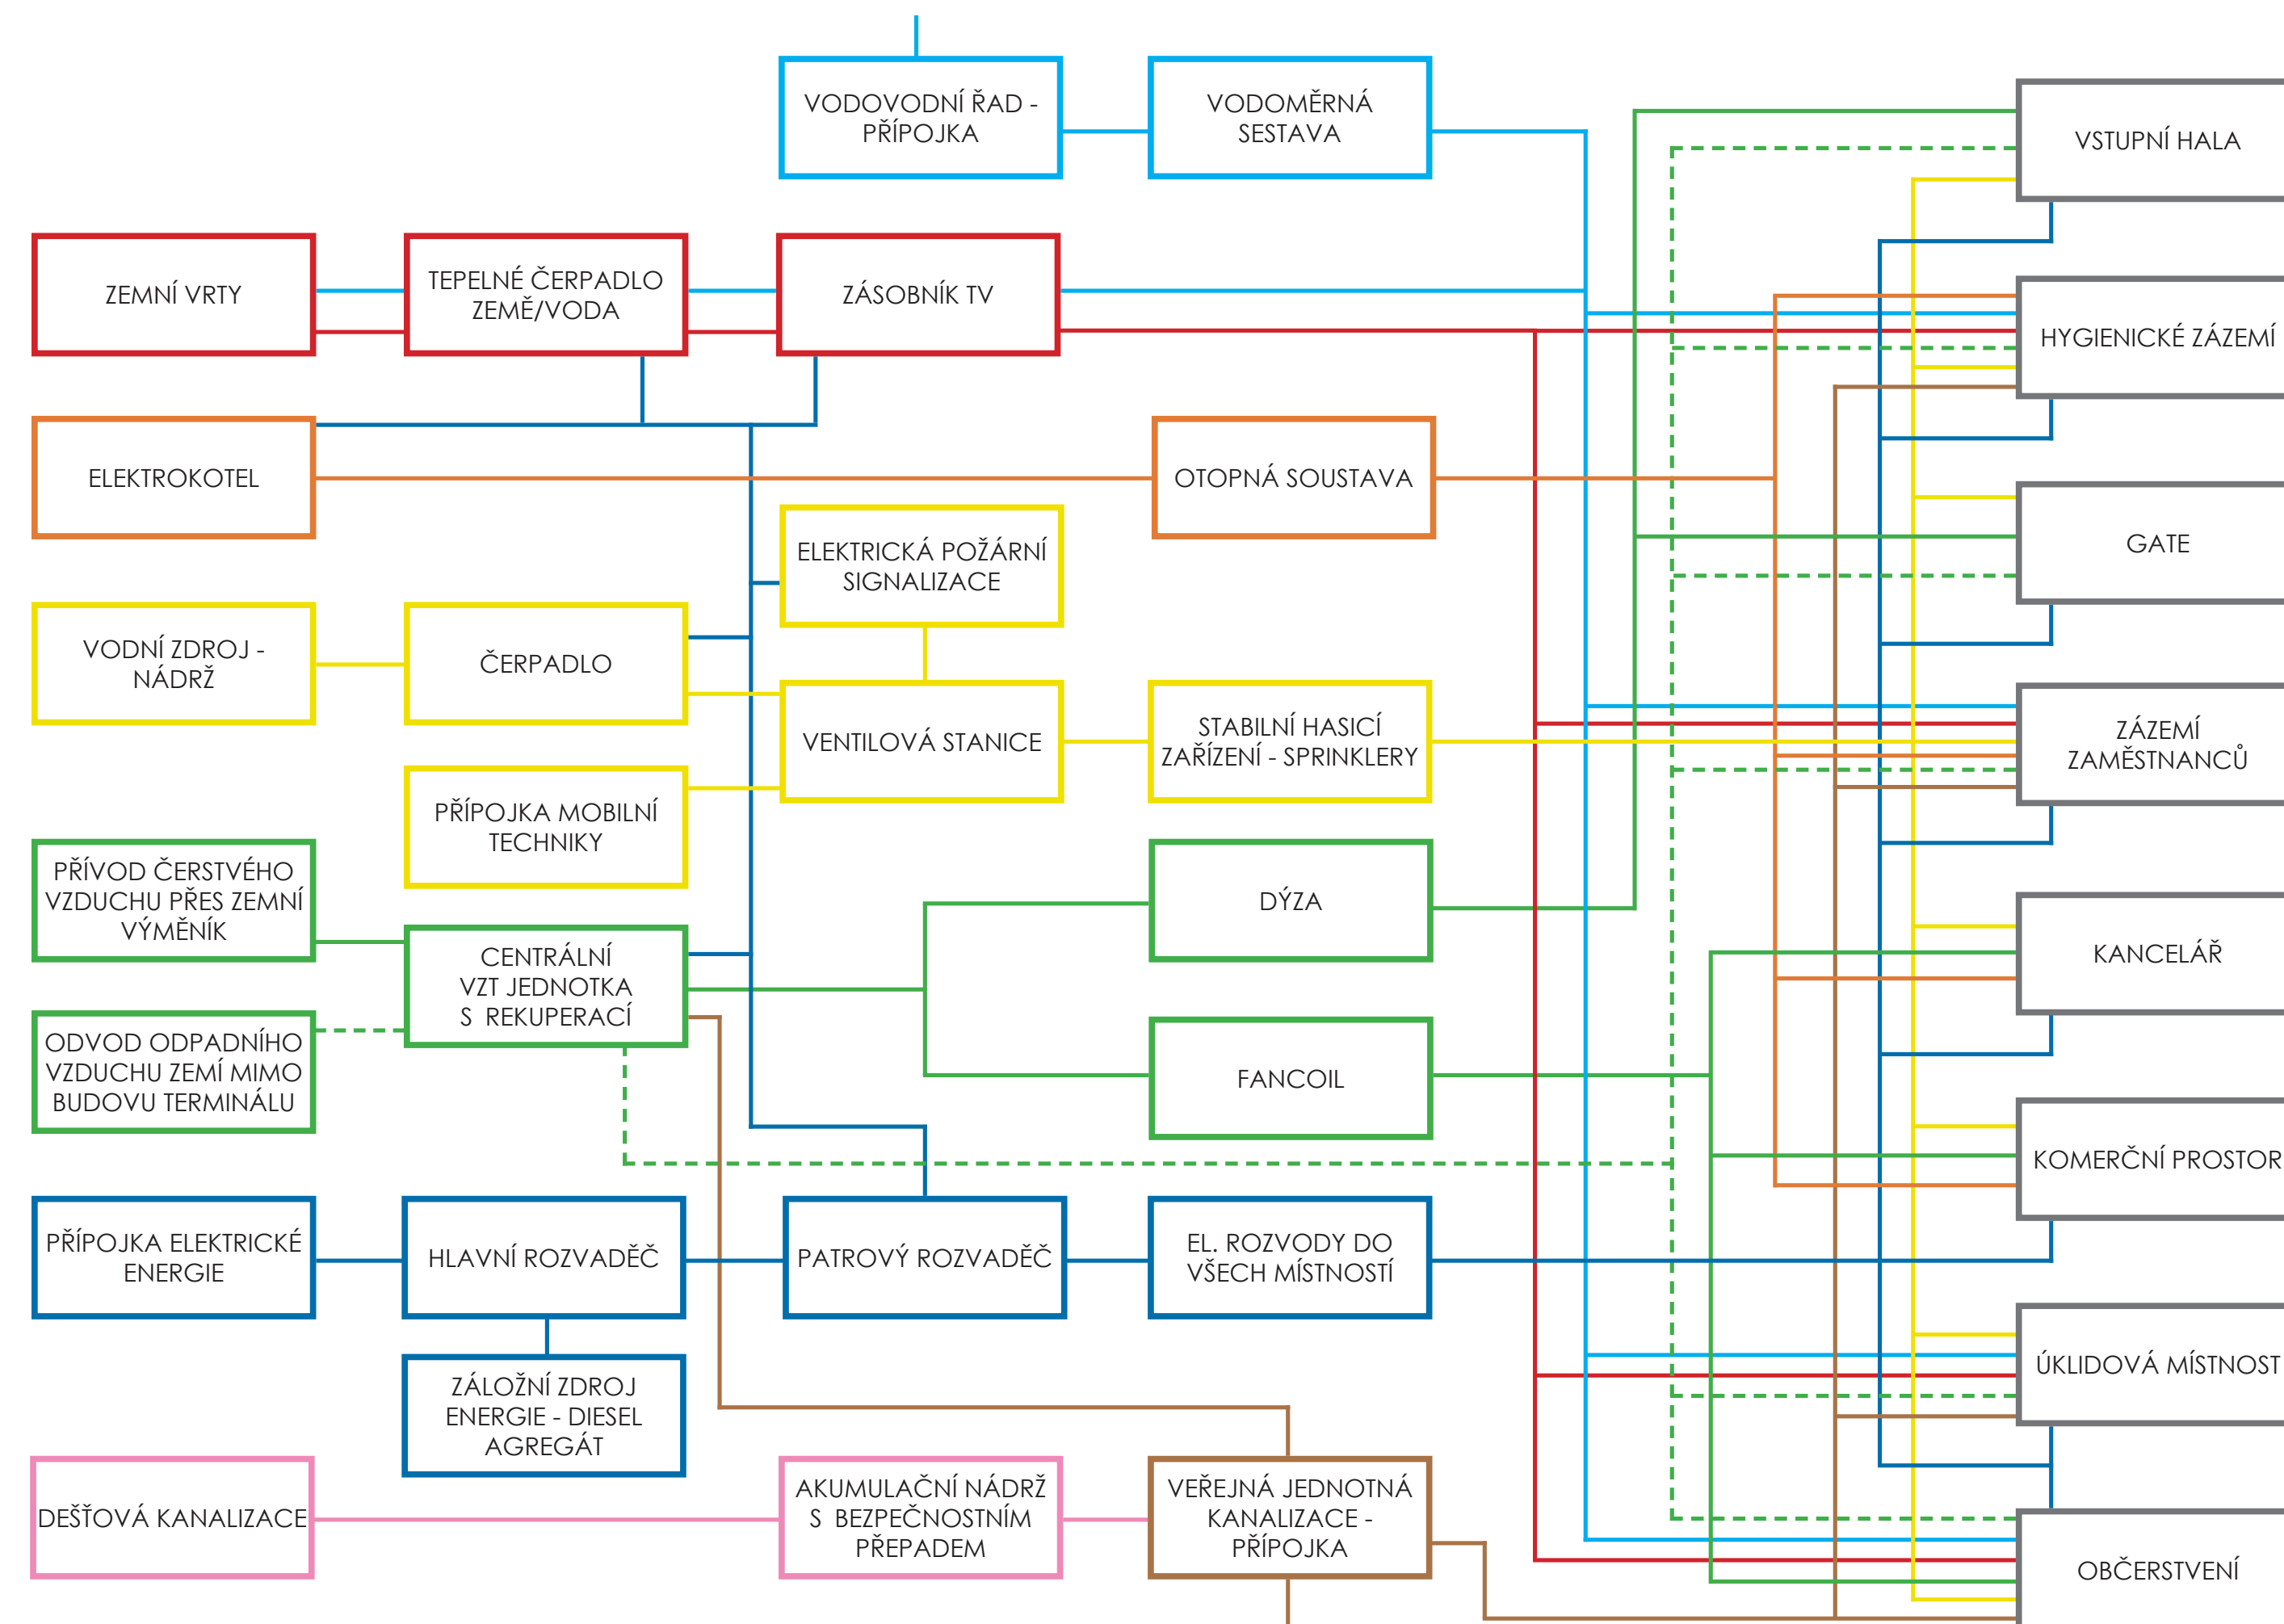 VODOVODNÍ ŘAD -
PŘÍPOJKA
VODOMĚRNÁ
SESTAVA
VSTUPNÍ HALA
ZEMNÍ VRTY
TEPELNÉ ČERPADLO
ZEMĚ/VODA
ZÁSOBNÍK TV
HYGIENICKÉ ZÁZEMÍ
ELEKTROKOTEL
OTOPNÁ SOUSTAVA
ELEKTRICKÁ POŽÁRNÍ
SIGNALIZACE
GATE
VODNÍ ZDROJ -
NÁDRŽ
ČERPADLO
VENTILOVÁ STANICE
STABILNÍ HASICÍ
ZAŘÍZENÍ - SPRINKLERY
ZÁZEMÍ
ZAMĚSTNANCŮ
PŘÍPOJKA MOBILNÍ
TECHNIKY
PŘÍVOD ČERSTVÉHO
VZDUCHU PŘES ZEMNÍ
VÝMĚNÍK
DÝZA
KANCELÁŘ
CENTRÁLNÍ
VZT JEDNOTKA
S REKUPERACÍ
ODVOD ODPADNÍHO
VZDUCHU ZEMÍ MIMO
BUDOVU TERMINÁLU
FANCOIL
KOMERČNÍ PROSTOR
PŘÍPOJKA ELEKTRICKÉ
ENERGIE
HLAVNÍ ROZVADĚČ
PATROVÝ ROZVADĚČ
EL. ROZVODY DO
VŠECH MÍSTNOSTÍ
ÚKLIDOVÁ MÍSTNOST
ZÁLOŽNÍ ZDROJ
ENERGIE - DIESEL
AGREGÁT
DEŠŤOVÁ KANALIZACE
AKUMULAČNÍ NÁDRŽ
S BEZPEČNOSTNÍM
PŘEPADEM
VEŘEJNÁ JEDNOTNÁ
KANALIZACE -
PŘÍPOJKA
OBČERSTVENÍ